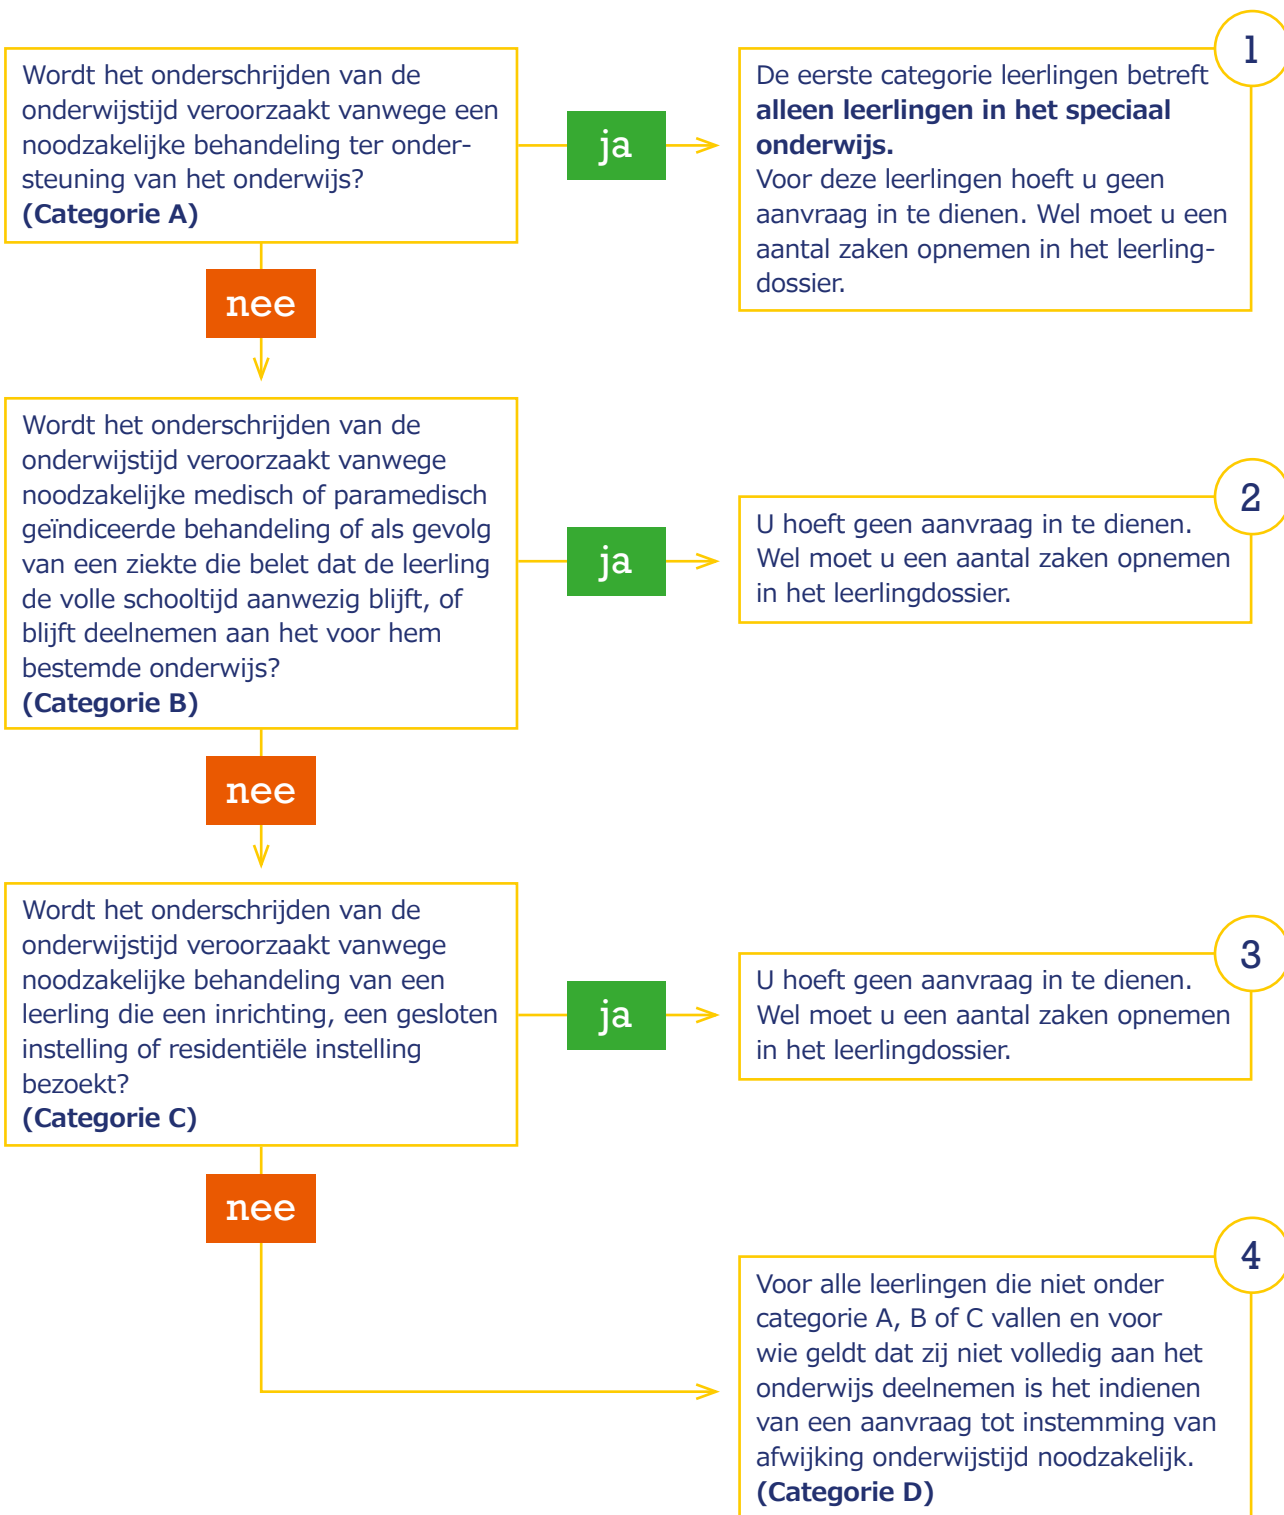 Wordt het onderschrijden van de
onderwijstijd veroorzaakt vanwege een
noodzakelijke behandeling ter onder-
steuning van het onderwijs?
(Categorie A)
ja
1
De eerste categorie leerlingen betreft
alleen leerlingen in het speciaal
onderwijs.
Voor deze leerlingen hoeft u geen
aanvraag in te dienen. Wel moet u een
aantal zaken opnemen in het leerling-
dossier.
nee
Wordt het onderschrijden van de
onderwijstijd veroorzaakt vanwege
noodzakelijke medisch of paramedisch
geïndiceerde behandeling of als gevolg
van een ziekte die belet dat de leerling
de volle schooltijd aanwezig blijft, of
blijft deelnemen aan het voor hem
bestemde onderwijs?
(Categorie B)
ja
2
U hoeft geen aanvraag in te dienen.
Wel moet u een aantal zaken opnemen
in het leerlingdossier.
nee
Wordt het onderschrijden van de
onderwijstijd veroorzaakt vanwege
noodzakelijke behandeling van een
leerling die een inrichting, een gesloten
instelling of residentiële instelling
bezoekt?
(Categorie C)
ja
3
U hoeft geen aanvraag in te dienen.
Wel moet u een aantal zaken opnemen
in het leerlingdossier.
nee
4
Voor alle leerlingen die niet onder
categorie A, B of C vallen en voor
wie geldt dat zij niet volledig aan het
onderwijs deelnemen is het indienen
van een aanvraag tot instemming van
afwijking onderwijstijd noodzakelijk.
(Categorie D)